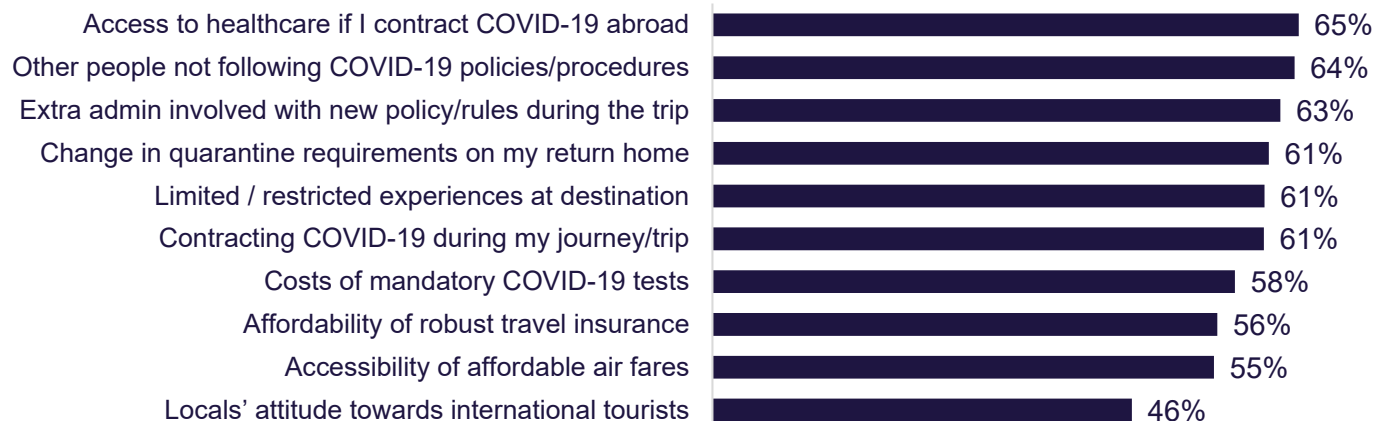 Access to healthcare if I contract COVID-19 abroad 65%
Other people not following COVID-19 policies/procedures 64%
Extra admin involved with new policy/rules during the trip 63%
Change in quarantine requirements on my return home 61%
Limited / restricted experiences at destination 61%
Contracting COVID-19 during my journey/trip 61%
Costs of mandatory COVID-19 tests 58%
Affordability of robust travel insurance 56%
Accessibility of affordable air fares 55%
Locals’ attitude towards international tourists 46%